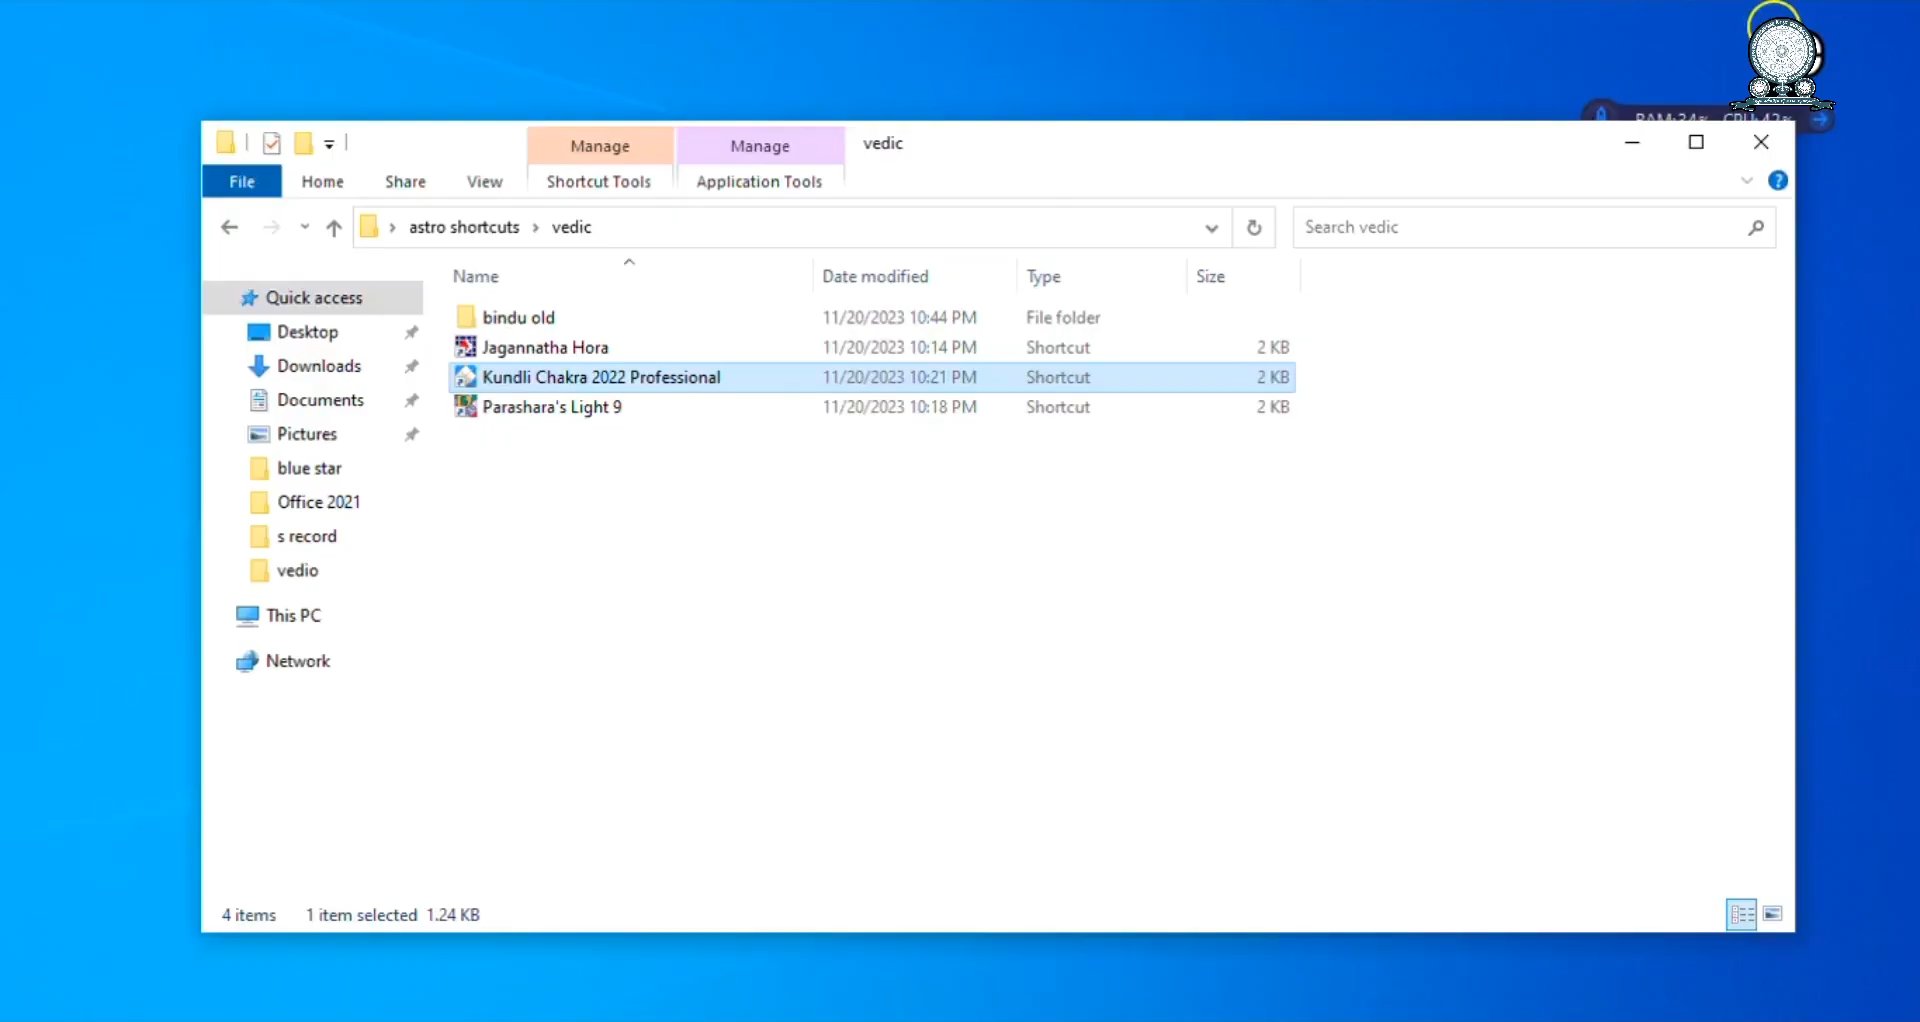 RAM:34% CPU:42%
Manage Manage vedic
File Home Share View Shortcut Tools Application Tools
astro shortcuts vedic Search vedic
Name Date modified Type Size
Quick access
Desktop
Downloads
Documents
Pictures
blue star
Office 2021
s record
vedio
This PC
Network
bindu old 11/20/2023 10:44 PM File folder
Jagannatha Hora 11/20/2023 10:14 PM Shortcut 2 KB
Kundli Chakra 2022 Professional 11/20/2023 10:21 PM Shortcut 2 KB
Parashara's Light 9 11/20/2023 10:18 PM Shortcut 2 KB
4 items 1 item selected 1.24 KB